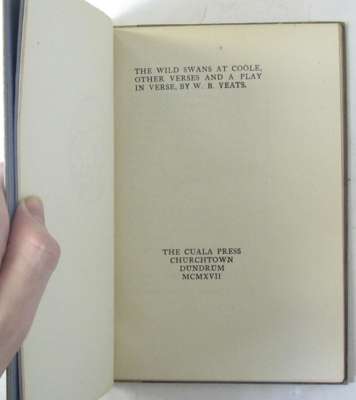 THE WILD SWANS AT COOLE,
OTHER VERSES AND A PLAY
IN VERSE, BY W. B. YEATS.
THE CUALA PRESS
CHURCHTOWN
DUNDRUM
MCMXVII